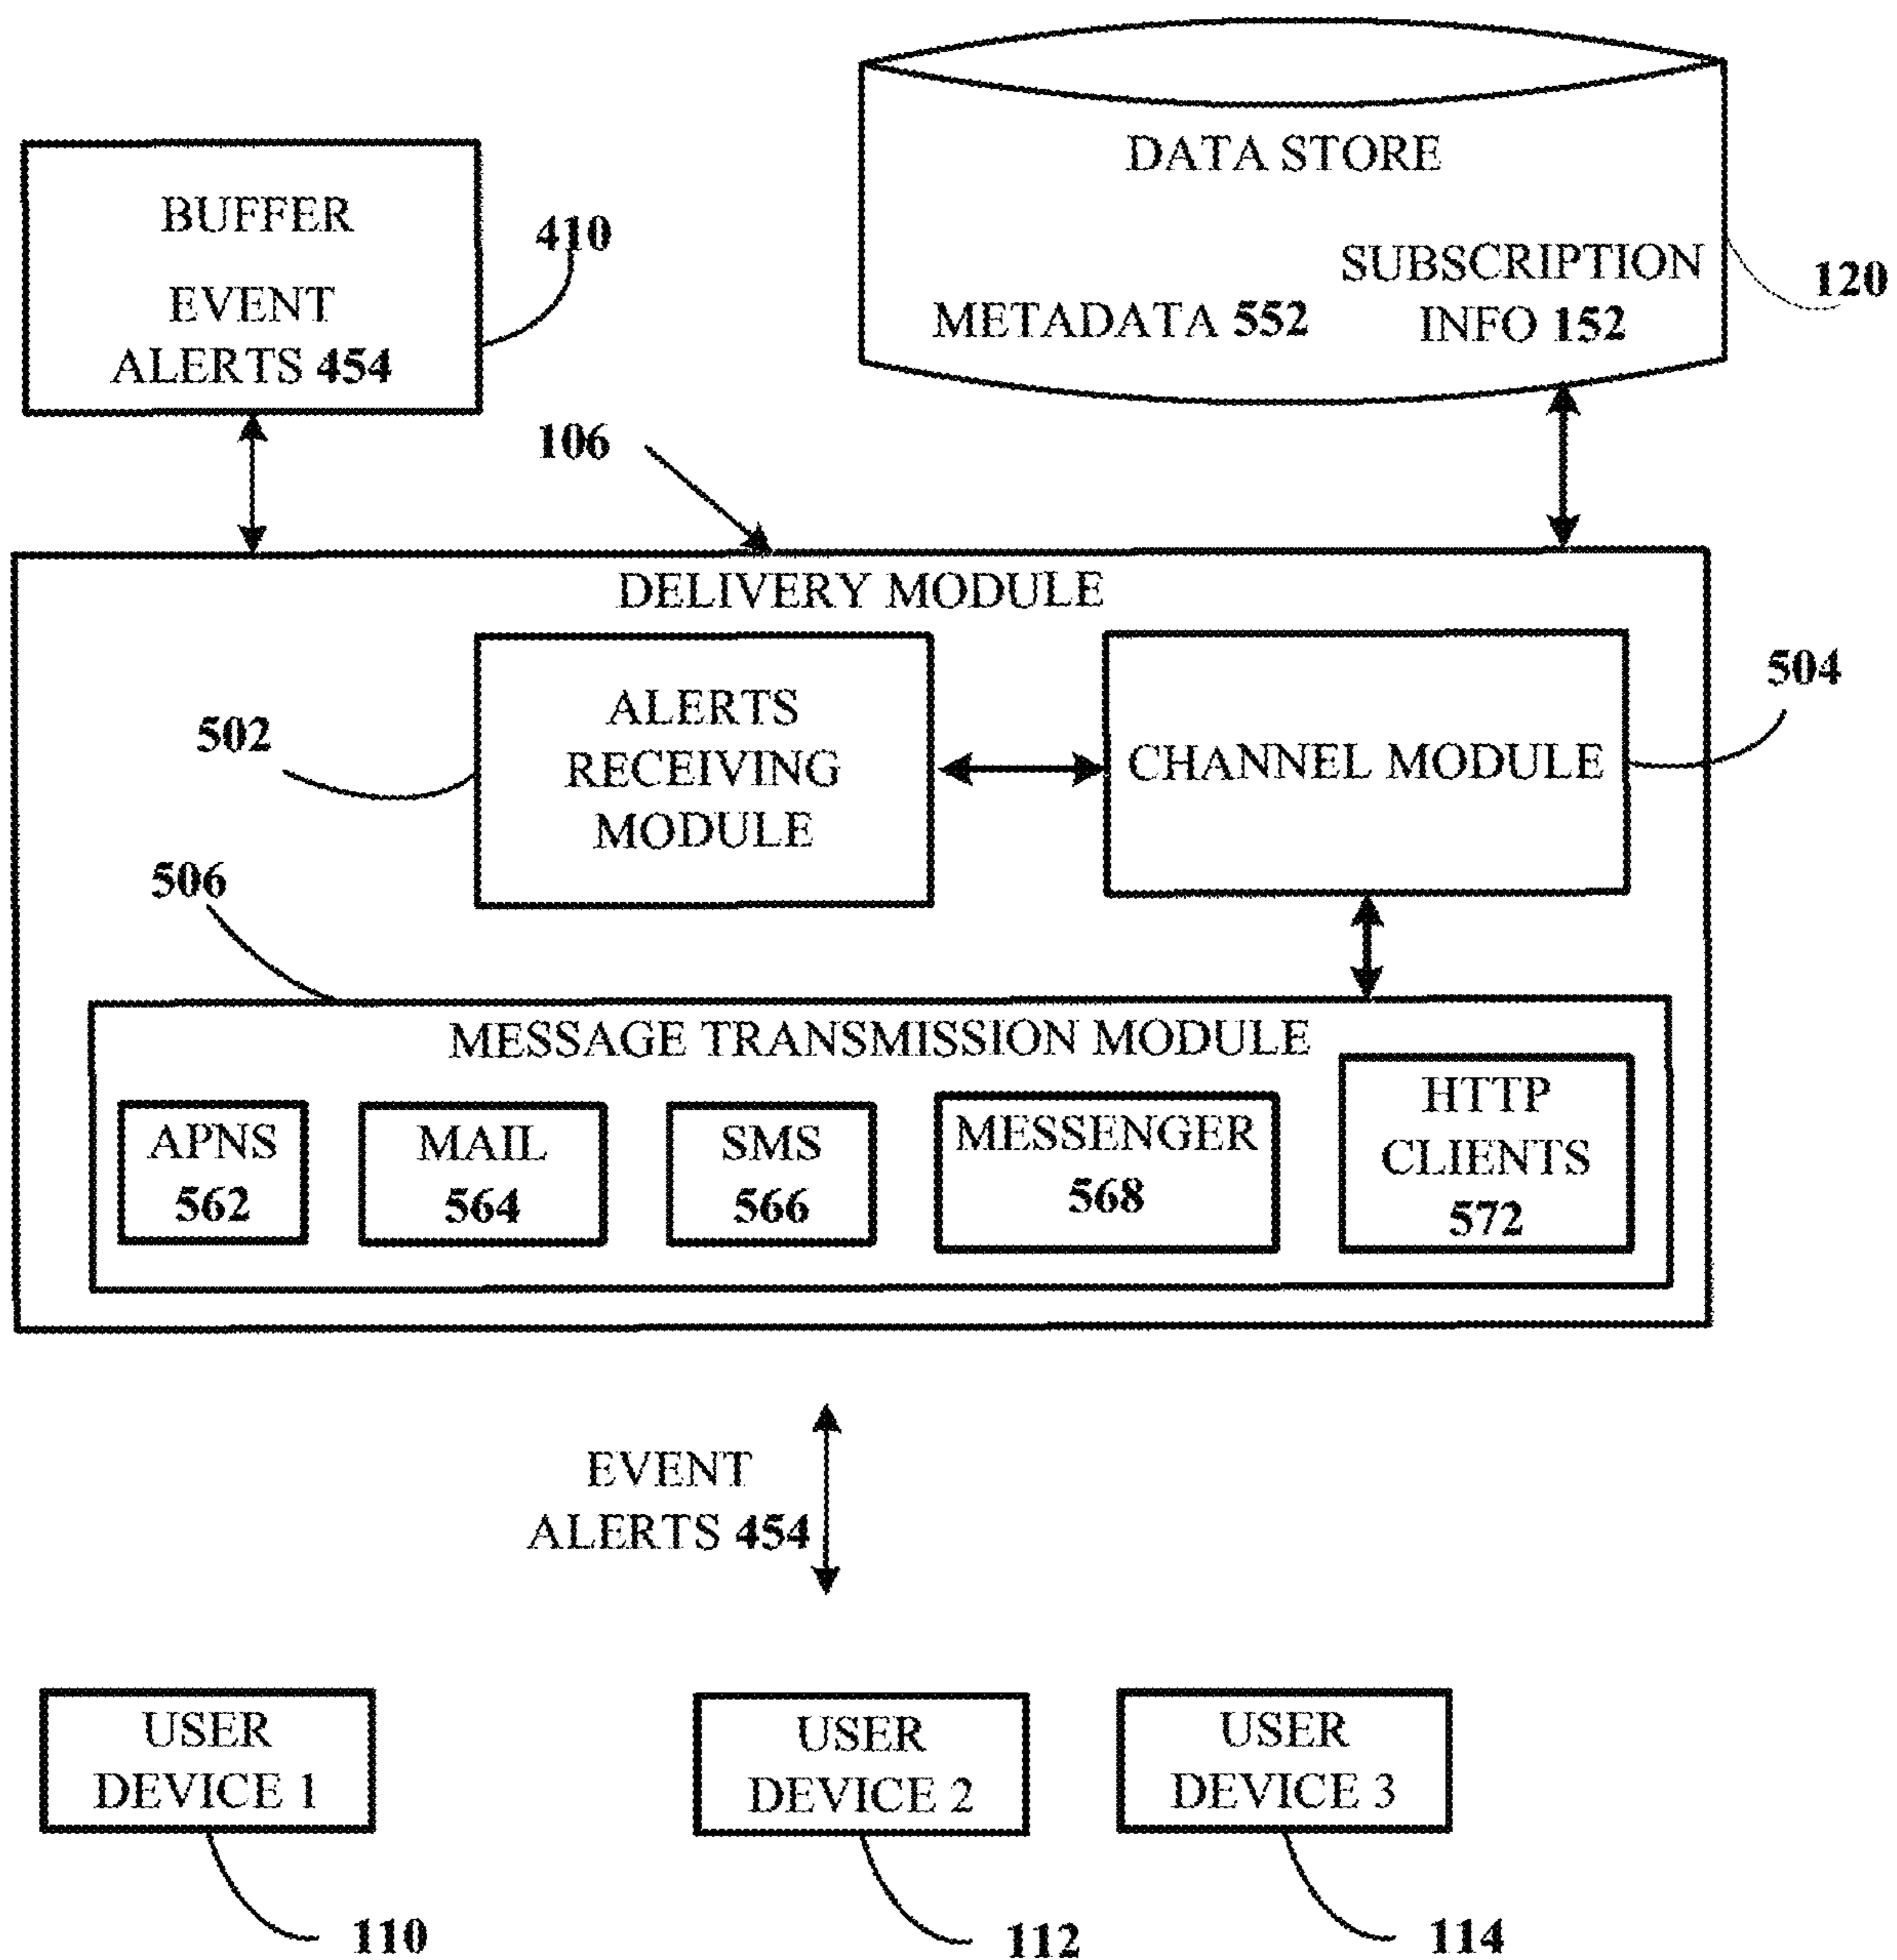 DATA STORE
BUFFER
410
SUBSCRIPTION
120
EVENT
METADATA 552
INFO 152
ALERTS 454
106
DELIVERY MODULE
504
ALERTS
502
RECEIVING
CHANNEL MODULE
MODULE
506
MESSAGE TRANSMISSION MODULE
APNS
562
MAIL
564
SMS
566
MESSENGER
568
HTTP
CLIENTS
572
EVENT
ALERTS 454
USER
DEVICE 1
USER
DEVICE 2
USER
DEVICE 3
110
112
114